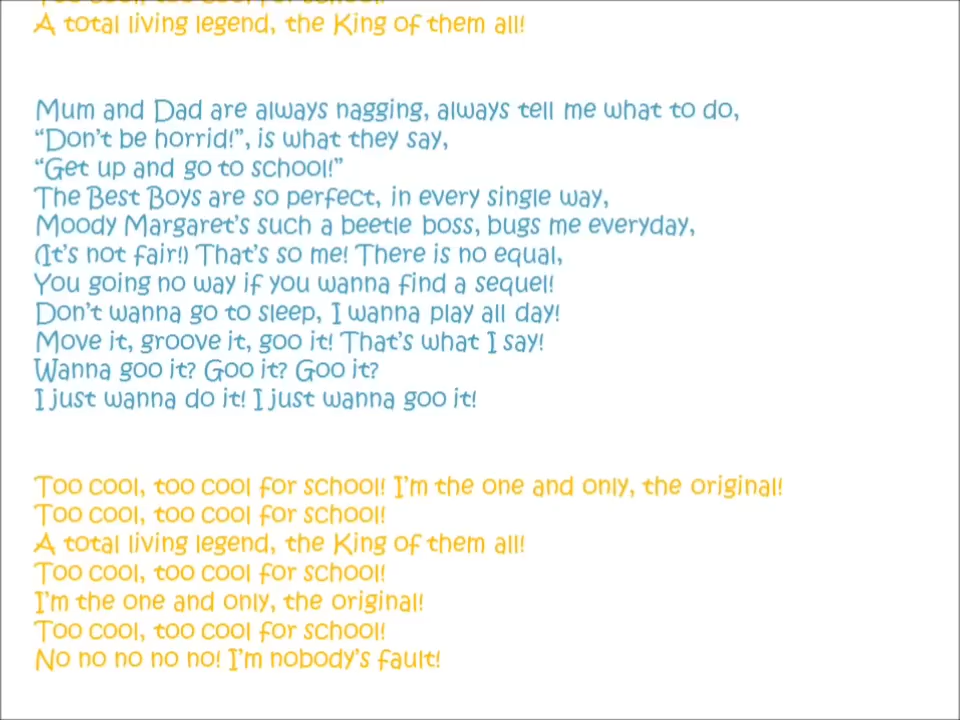 A total living legend, the King of them all!
Mum and Dad are always nagging, always tell me what to do,
“Don’t be horrid!”, is what they say,
“Get up and go to school!”
The Best Boys are so perfect, in every single way,
Moody Margaret’s such a beetle boss, bugs me everyday,
(It’s not fair!) That’s so me! There is no equal,
You going no way if you wanna find a sequel!
Don’t wanna go to sleep, I wanna play all day!
Move it, groove it, goo it! That’s what I say!
Wanna goo it? Goo it? Goo it?
I just wanna do it! I just wanna goo it!
Too cool, too cool for school! I’m the one and only, the original!
Too cool, too cool for school!
A total living legend, the King of them all!
Too cool, too cool for school!
I’m the one and only, the original!
Too cool, too cool for school!
No no no no no! I’m nobody’s fault!